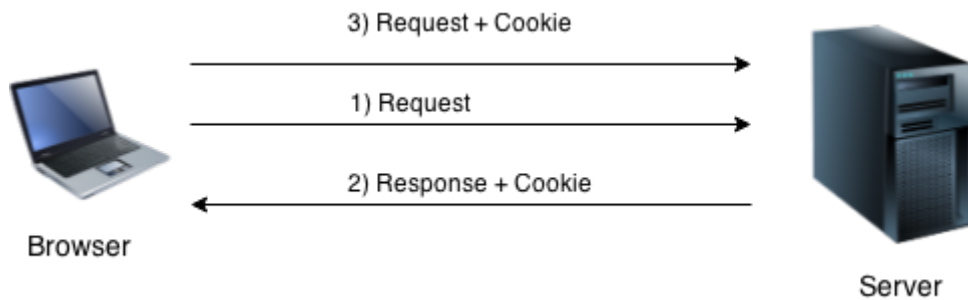 3) Request + Cookie
1) Request
2) Response + Cookie
Browser
Server